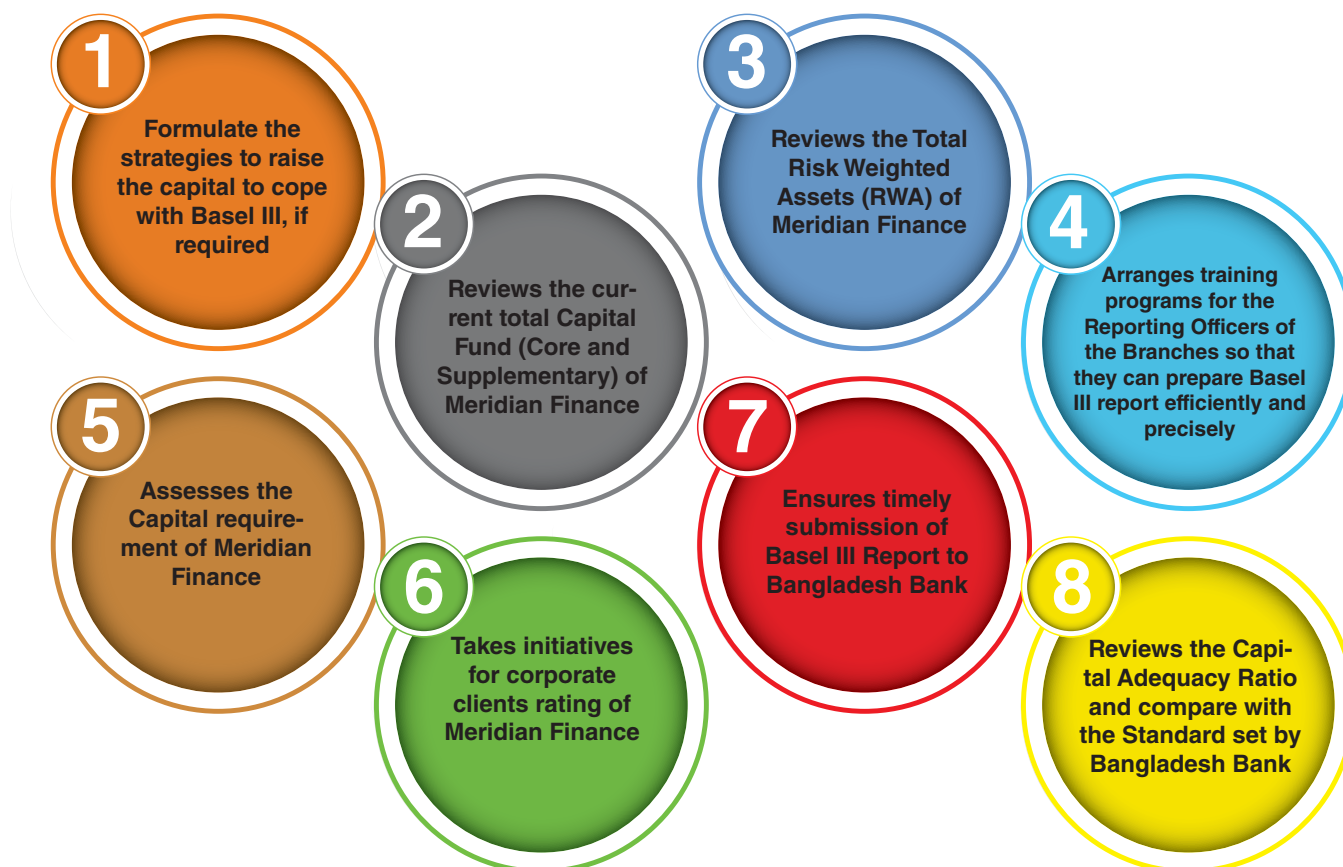 1
Formulate the
strategies to raise
the capital to cope
with Basel III, if
required
2
Reviews the cur-
rent total Capital
Fund (Core and
Supplementary) of
Meridian Finance
3
Reviews the Total
Risk Weighted
Assets (RWA) of
Meridian Finance
4
Arranges training
programs for the
Reporting Officers of
the Branches so that
they can prepare Basel
III report efficiently and
precisely
5
Assesses the
Capital require-
ment of Meridian
Finance
6
Takes initiatives
for corporate
clients rating of
Meridian Finance
7
Ensures timely
submission of
Basel III Report to
Bangladesh Bank
8
Reviews the Capi-
tal Adequacy Ratio
and compare with
the Standard set by
Bangladesh Bank